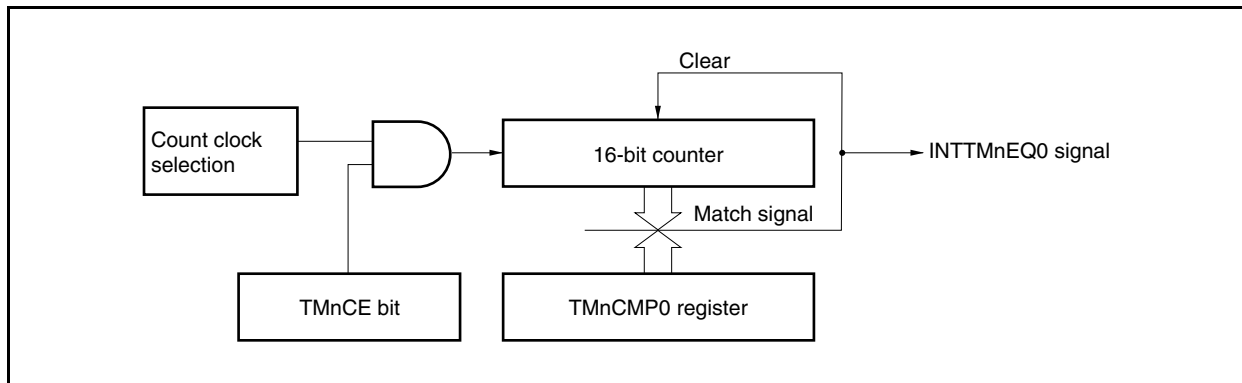 Clear
Count clock
selection
16-bit counter
INTTMnEQ0 signal
Match signal
TMnCE bit
TMnCMP0 register